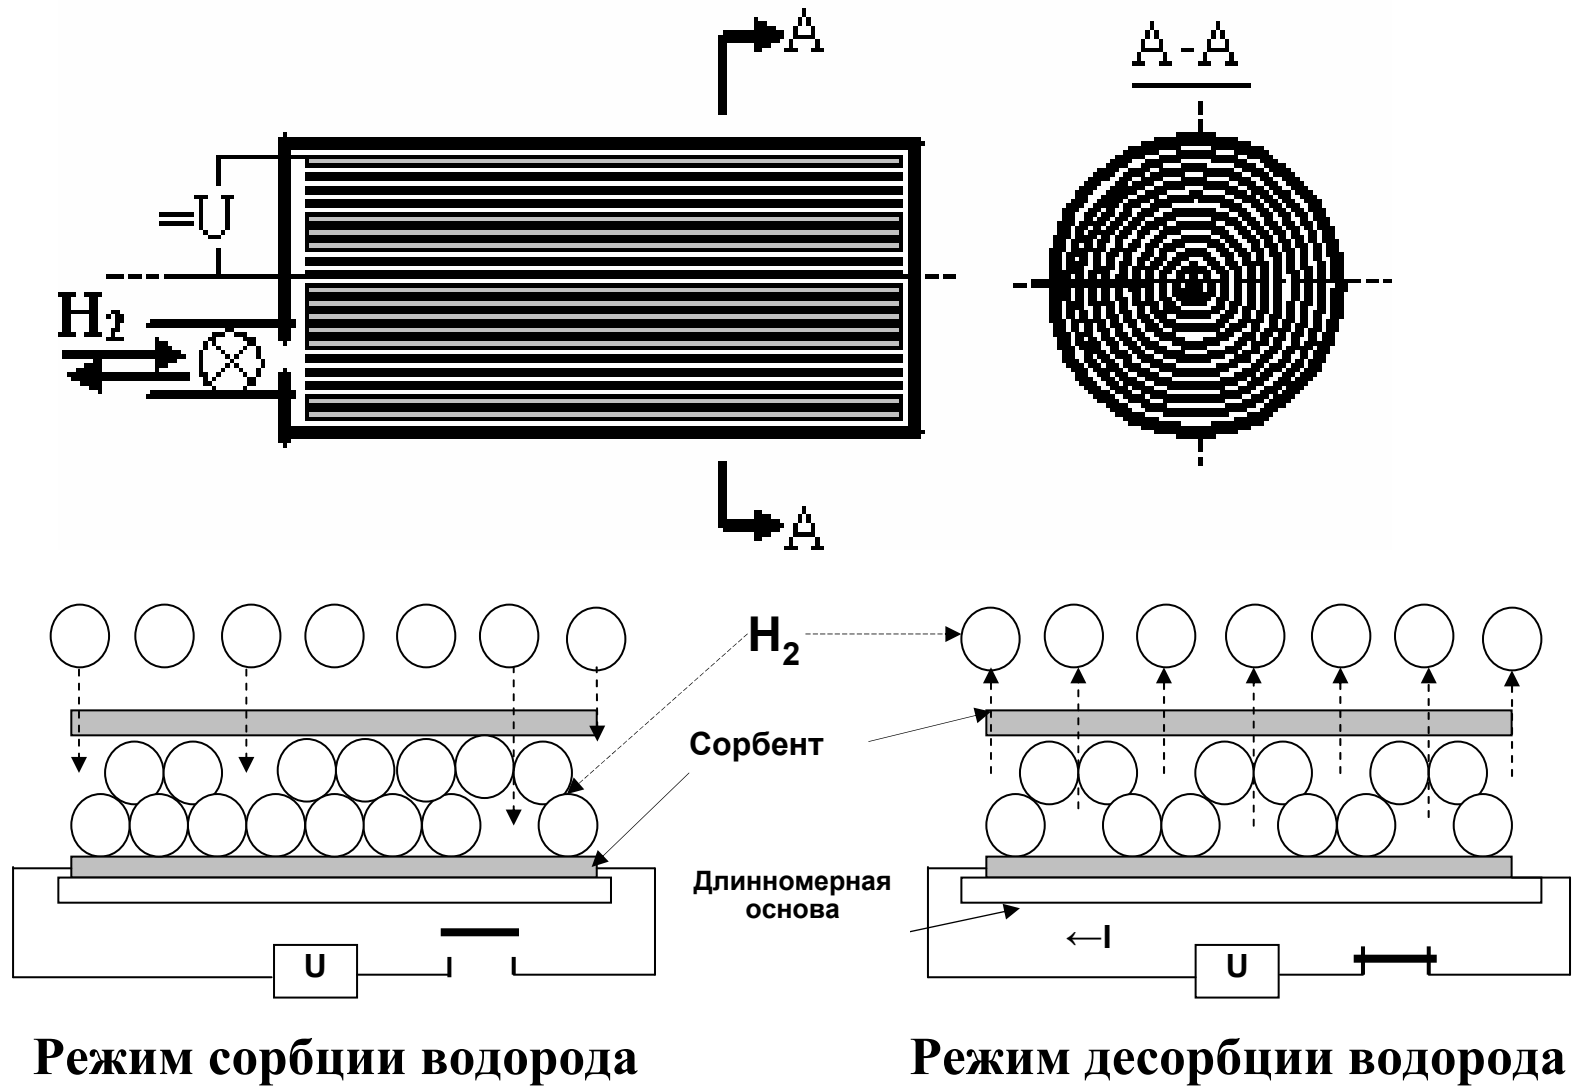 A
A-A
=U
H₂
A
H₂
Сорбент
Длинномерная
основа
←I
U
U
Режим сорбции водорода
Режим десорбции водорода